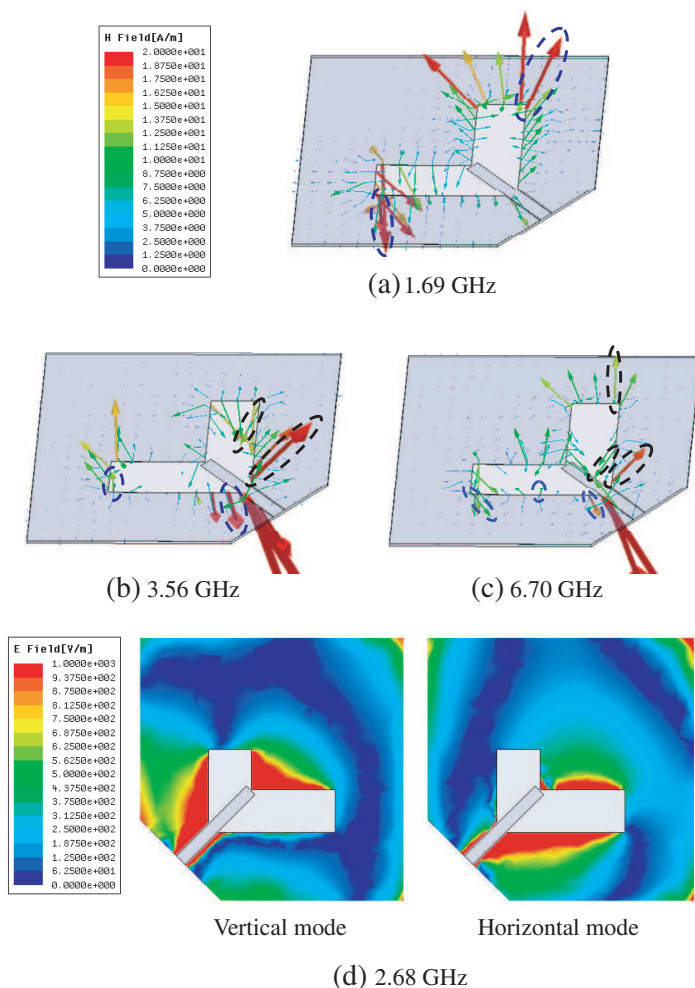 H Field[A/m]
2.0000e+001
1.8750e+001
1.7500e+001
1.6250e+001
1.5000e+001
1.3750e+001
1.2500e+001
1.1250e+001
1.0000e+001
8.7500e+000
7.5000e+000
6.2500e+000
5.0000e+000
3.7500e+000
2.5000e+000
1.2500e+000
0.0000e+000
(a) 1.69 GHz
(b) 3.56 GHz
(c) 6.70 GHz
E Field[V/m]
1.0000e+003
9.3750e+002
8.7500e+002
8.1250e+002
7.5000e+002
6.8750e+002
6.2500e+002
5.6250e+002
5.0000e+002
4.3750e+002
3.7500e+002
3.1250e+002
2.5000e+002
1.8750e+002
1.2500e+002
6.2500e+001
0.0000e+000
Vertical mode
Horizontal mode
(d) 2.68 GHz